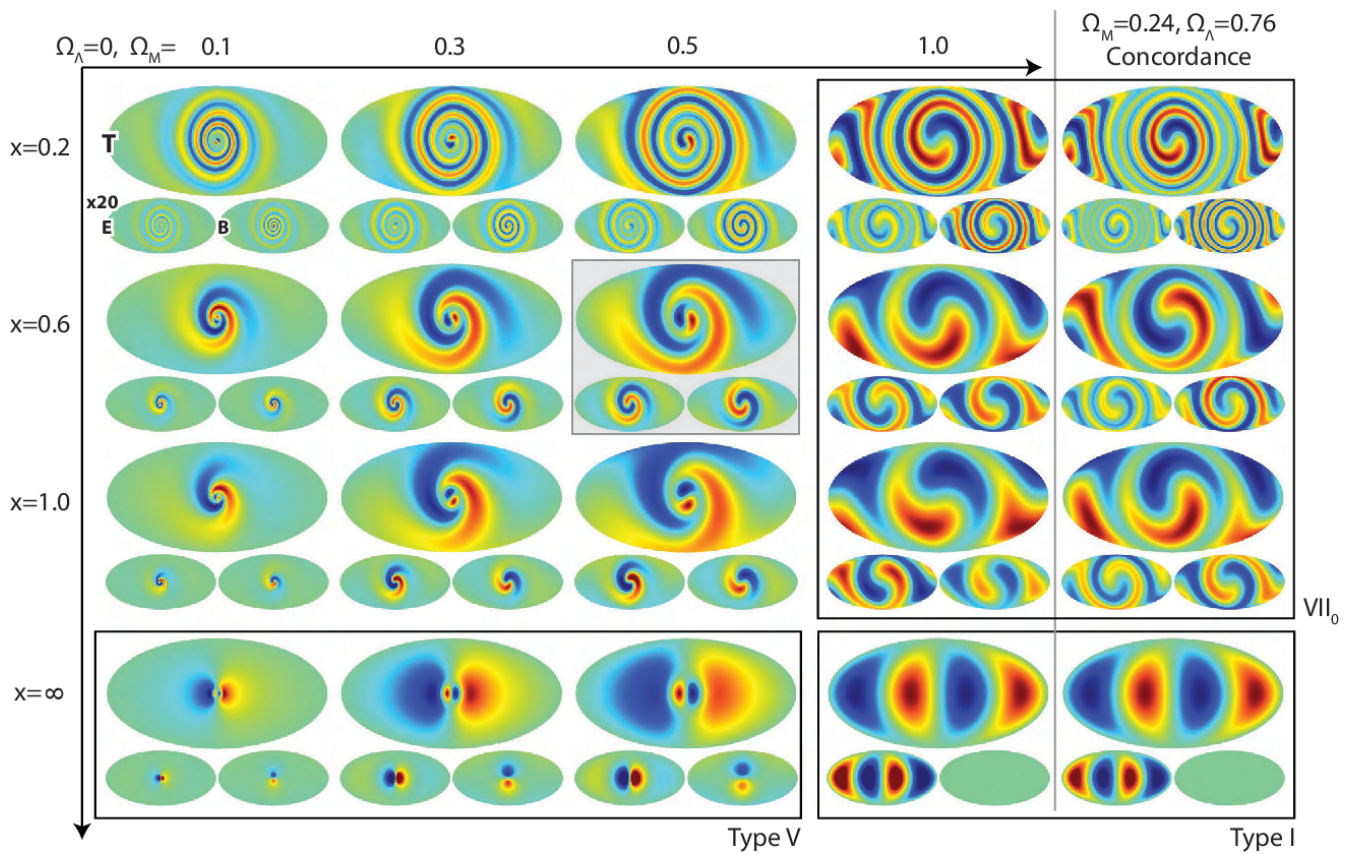 Ω_Λ=0, Ω_M= 0.1 0.3 0.5 1.0 Ω_M=0.24, Ω_Λ=0.76
Concordance
x=0.2
T
x20
E B
x=0.6
x=1.0
VII₀
x=∞
Type V Type I